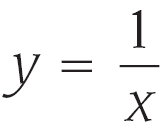 y = 1/x